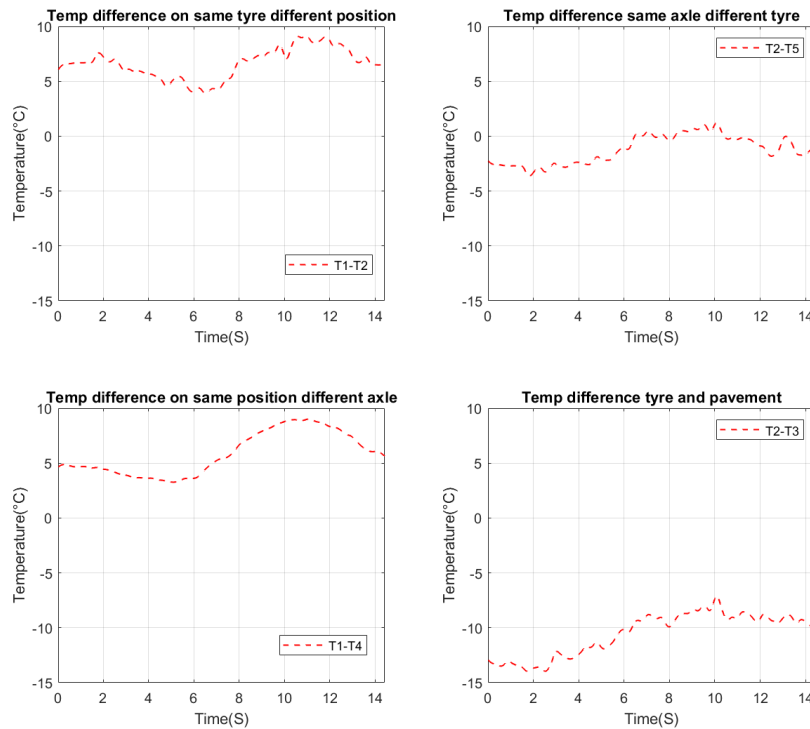 Temp difference on same tyre different position
10
5
0
-5
-10
-15
Temperature(°C)
T1-T2
0 2 4 6 8 10 12 14
Time(S)
Temp difference same axle different tyre
10
5
0
-5
-10
-15
Temperature(°C)
T2-T5
0 2 4 6 8 10 12 14
Time(S)
Temp difference on same position different axle
10
5
0
-5
-10
-15
Temperature(°C)
T1-T4
0 2 4 6 8 10 12 14
Time(S)
Temp difference tyre and pavement
10
5
0
-5
-10
-15
Temperature(°C)
T2-T3
0 2 4 6 8 10 12 14
Time(S)